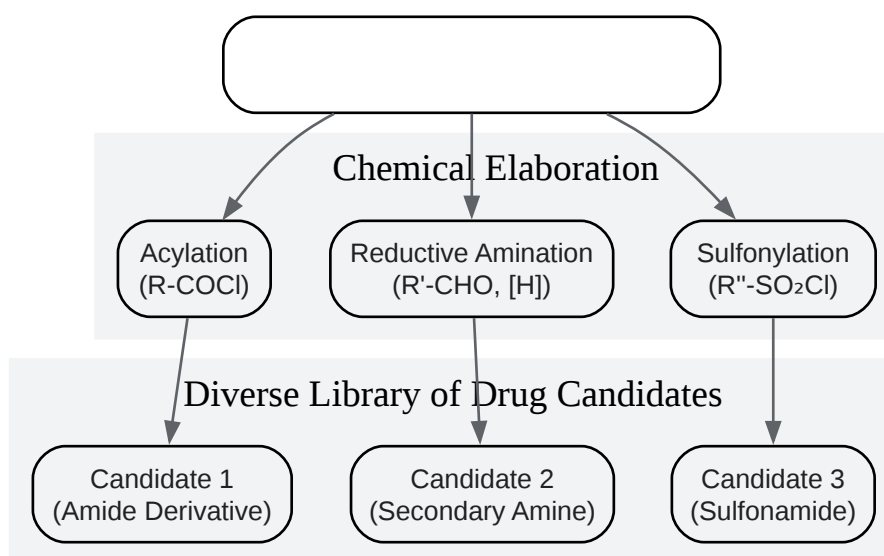 Chemical Elaboration
Acylation
(R-COCl)
Reductive Amination
(R'-CHO, [H])
Sulfonylation
(R"-SO₂Cl)
Diverse Library of Drug Candidates
Candidate 1
(Amide Derivative)
Candidate 2
(Secondary Amine)
Candidate 3
(Sulfonamide)